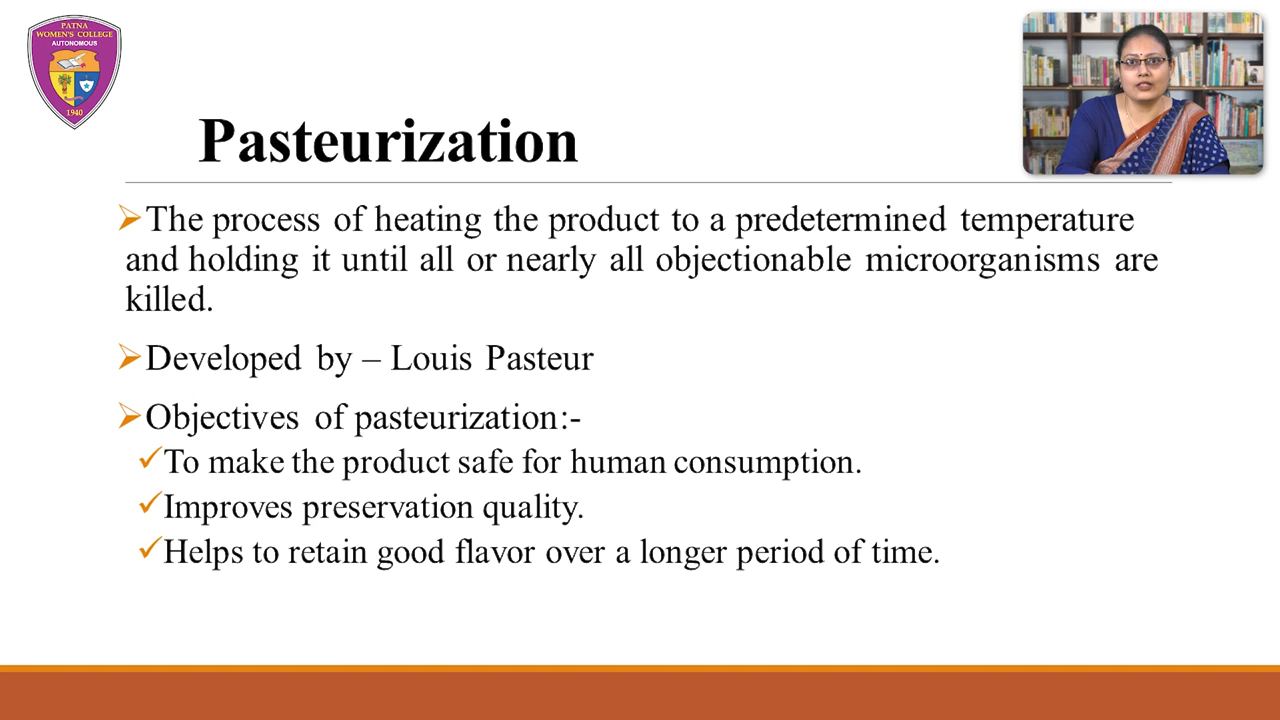 PATNA
WOMEN'S COLLEGE
AUTONOMOUS
1940
Pasteurization
The process of heating the product to a predetermined temperature
and holding it until all or nearly all objectionable microorganisms are
killed.
Developed by – Louis Pasteur
Objectives of pasteurization:-
To make the product safe for human consumption.
Improves preservation quality.
Helps to retain good flavor over a longer period of time.